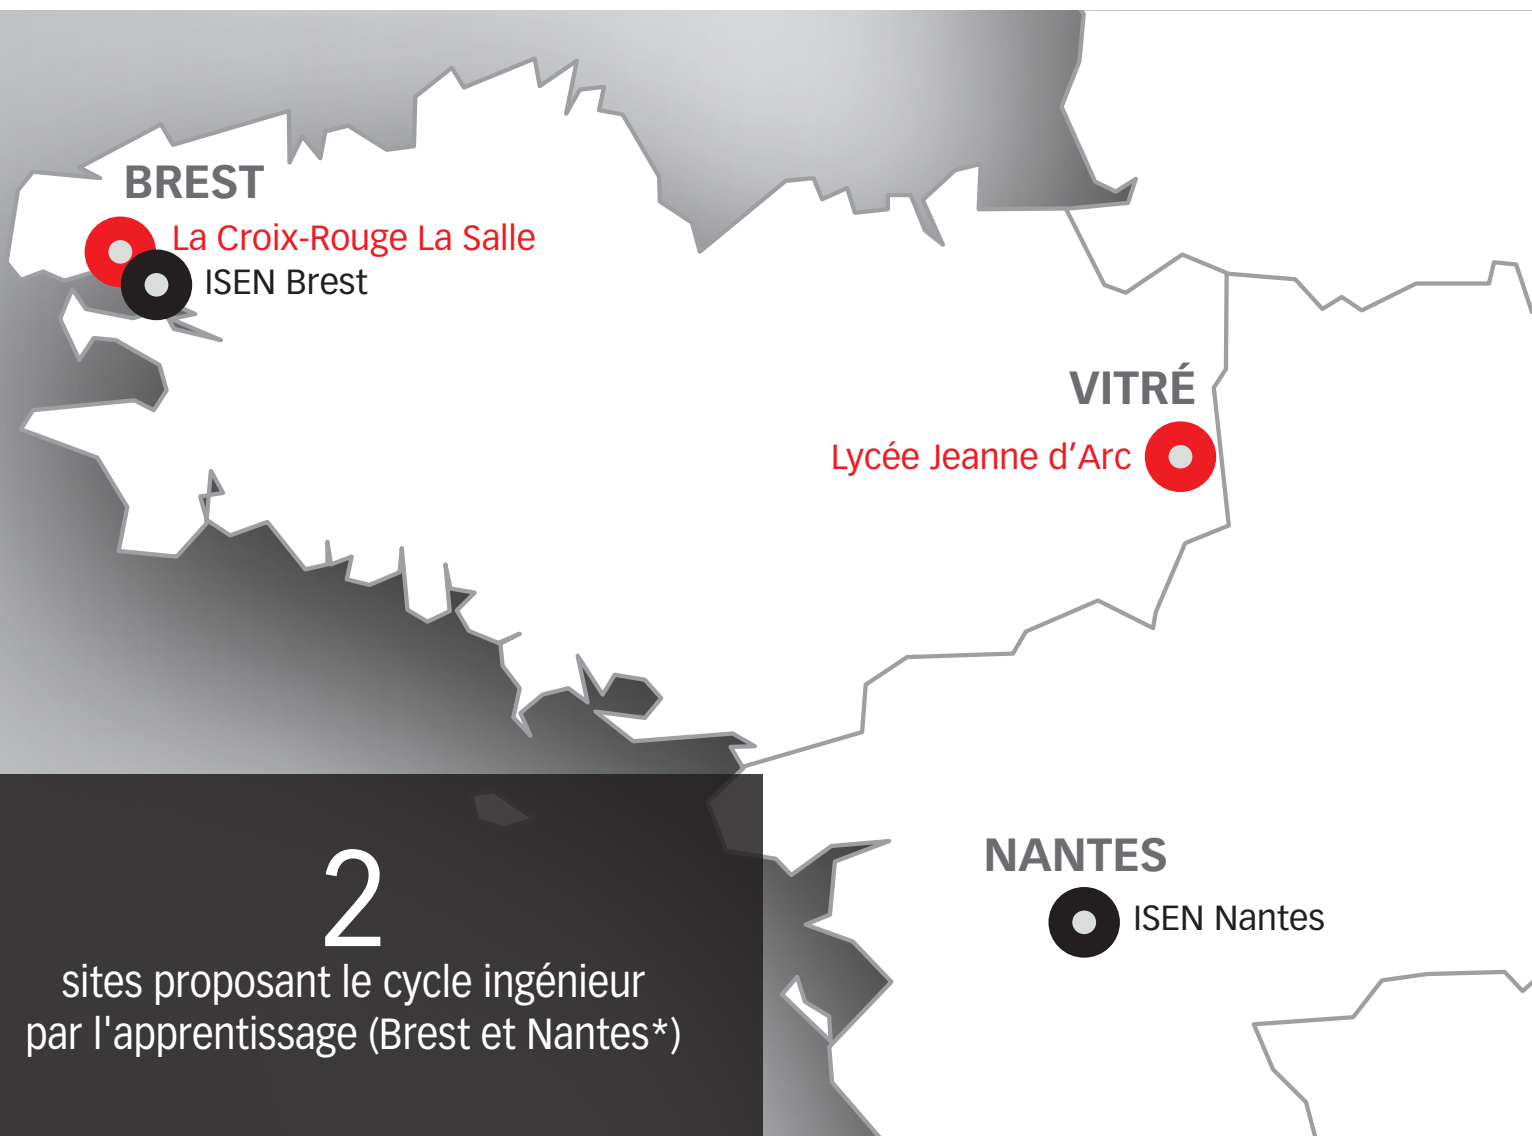 BREST
La Croix-Rouge La Salle
ISEN Brest
VITRÉ
Lycée Jeanne d’Arc
NANTES
ISEN Nantes
2
sites proposant le cycle ingénieur
par l'apprentissage (Brest et Nantes*)